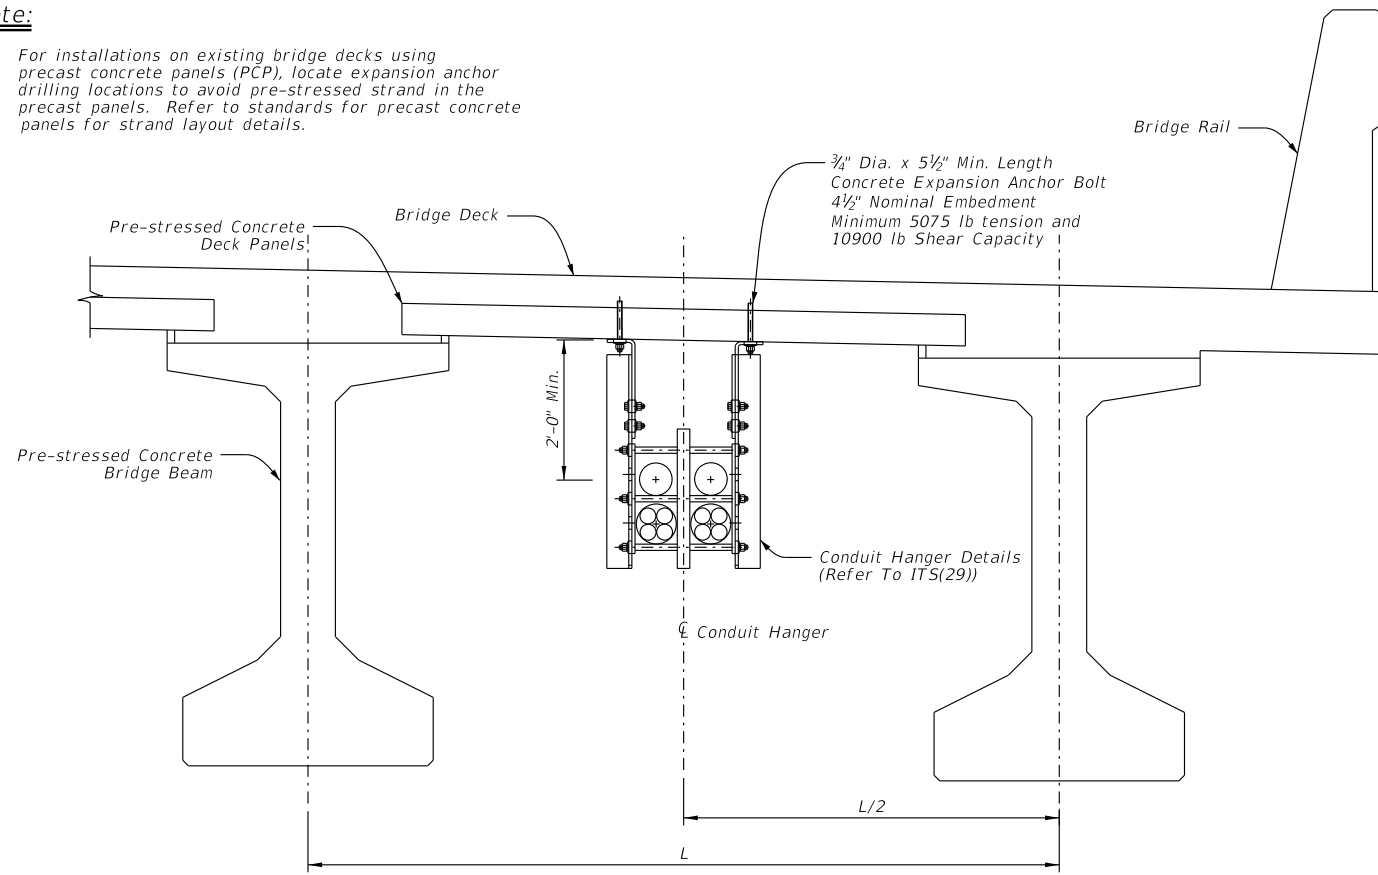 te:
For installations on existing bridge decks using
precast concrete panels (PCP), locate expansion anchor
drilling locations to avoid pre-stressed strand in the
precast panels. Refer to standards for precast concrete
panels for strand layout details.
Bridge Rail
¾" Dia. x 5½" Min. Length
Concrete Expansion Anchor Bolt
4½" Nominal Embedment
Minimum 5075 lb tension and
10900 lb Shear Capacity
Bridge Deck
Pre-stressed Concrete
Deck Panels
2'-0" Min.
Pre-stressed Concrete
Bridge Beam
Conduit Hanger Details
(Refer To ITS(29))
℄ Conduit Hanger
L/2
L